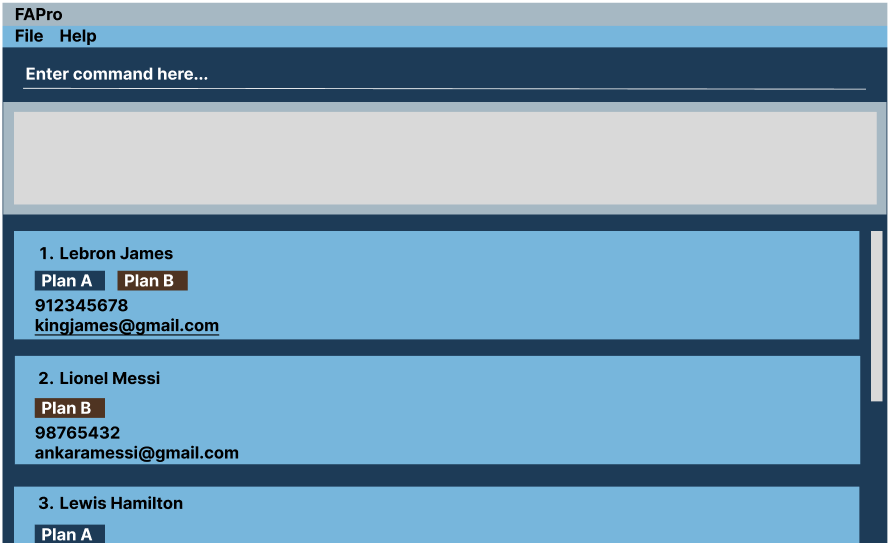 FAPro
File Help
Enter command here...
1. Lebron James
Plan A Plan B
912345678
kingjames@gmail.com
2. Lionel Messi
Plan B
98765432
ankaramessi@gmail.com
3. Lewis Hamilton
Plan A